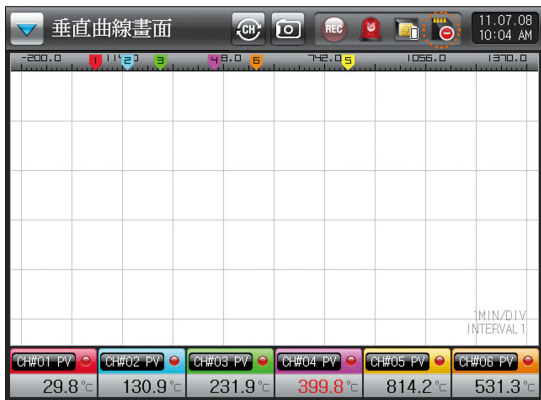 垂直曲線畫面 CH REC 11.07.08
10:04 AM
-200.0 1 2 3 4 6 742.0 5 1056.0 1370.0
1MIN/DIV
INTERVAL 1
CH#01 PV CH#02 PV CH#03 PV CH#04 PV CH#05 PV CH#06 PV
29.8℃ 130.9℃ 231.9℃ 399.8℃ 814.2℃ 531.3℃